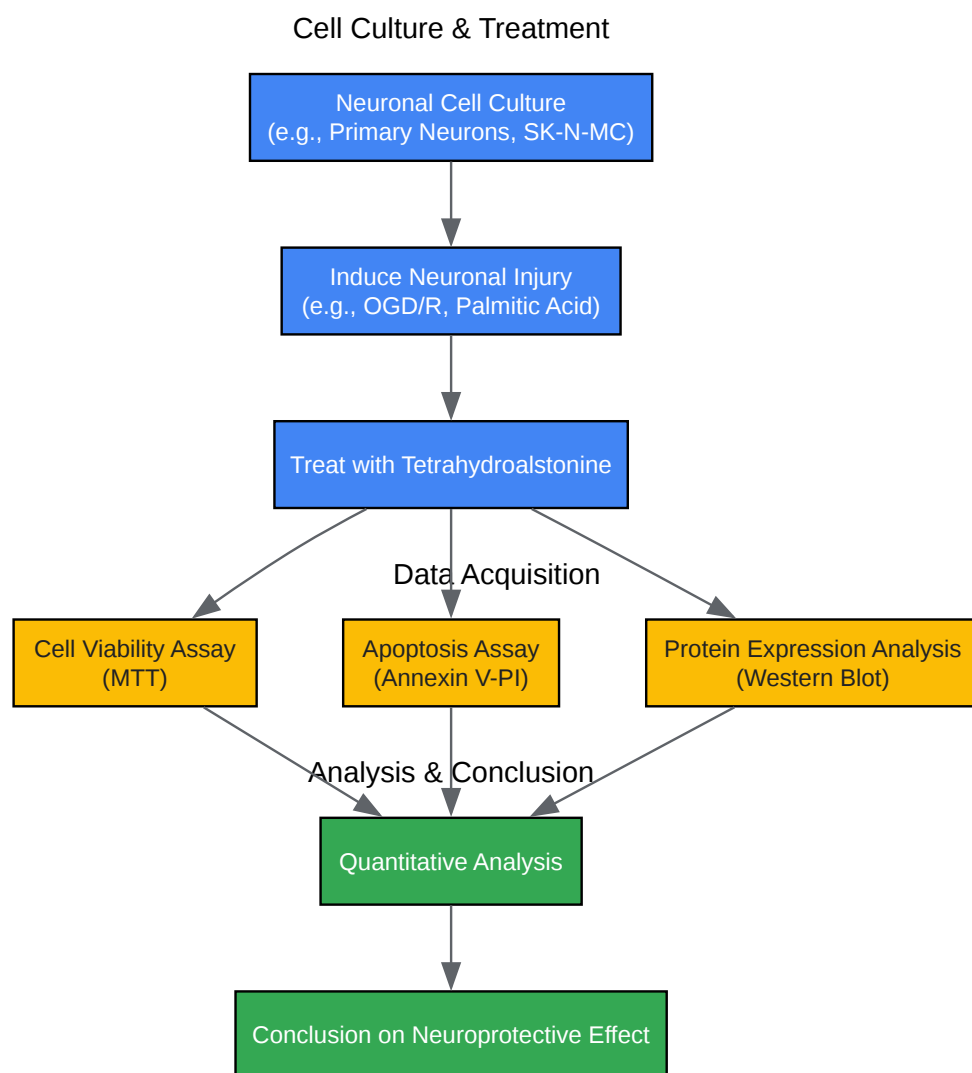 Cell Culture & Treatment
Neuronal Cell Culture
(e.g., Primary Neurons, SK-N-MC)
Induce Neuronal Injury
(e.g., OGD/R, Palmitic Acid)
Treat with Tetrahydroalstonine
Data Acquisition
Cell Viability Assay
(MTT)
Apoptosis Assay
(Annexin V-PI)
Protein Expression Analysis
(Western Blot)
Analysis & Conclusion
Quantitative Analysis
Conclusion on Neuroprotective Effect